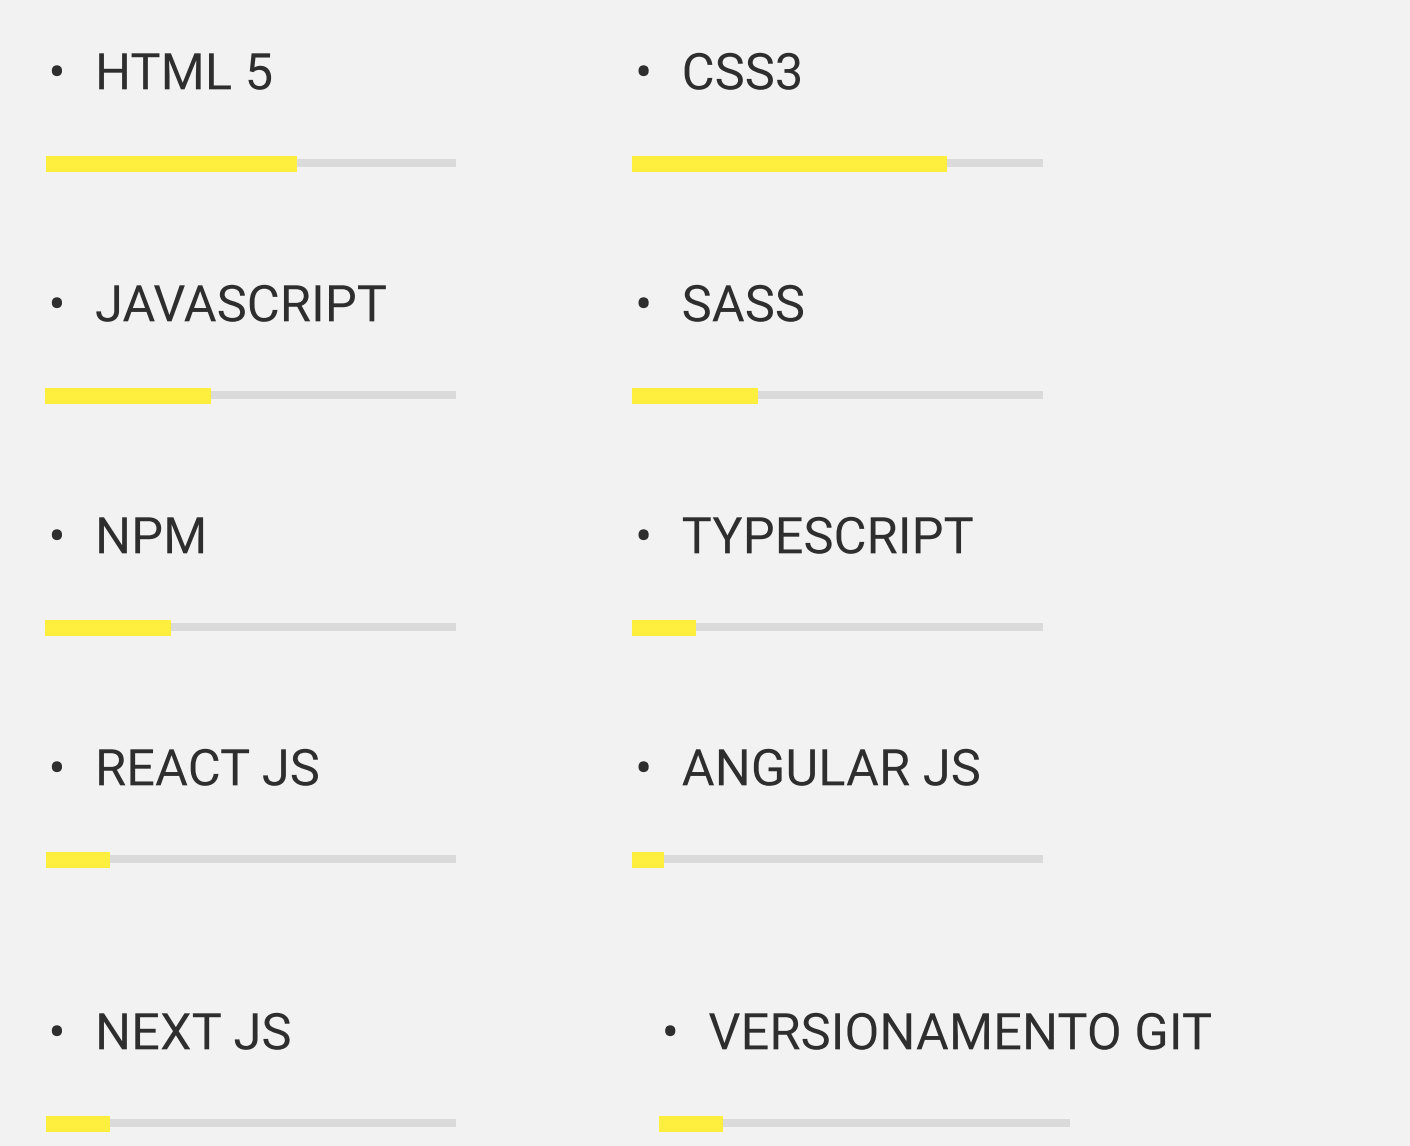 • HTML 5
• CSS3
• JAVASCRIPT
• SASS
• NPM
• TYPESCRIPT
• REACT JS
• ANGULAR JS
• NEXT JS
• VERSIONAMENTO GIT